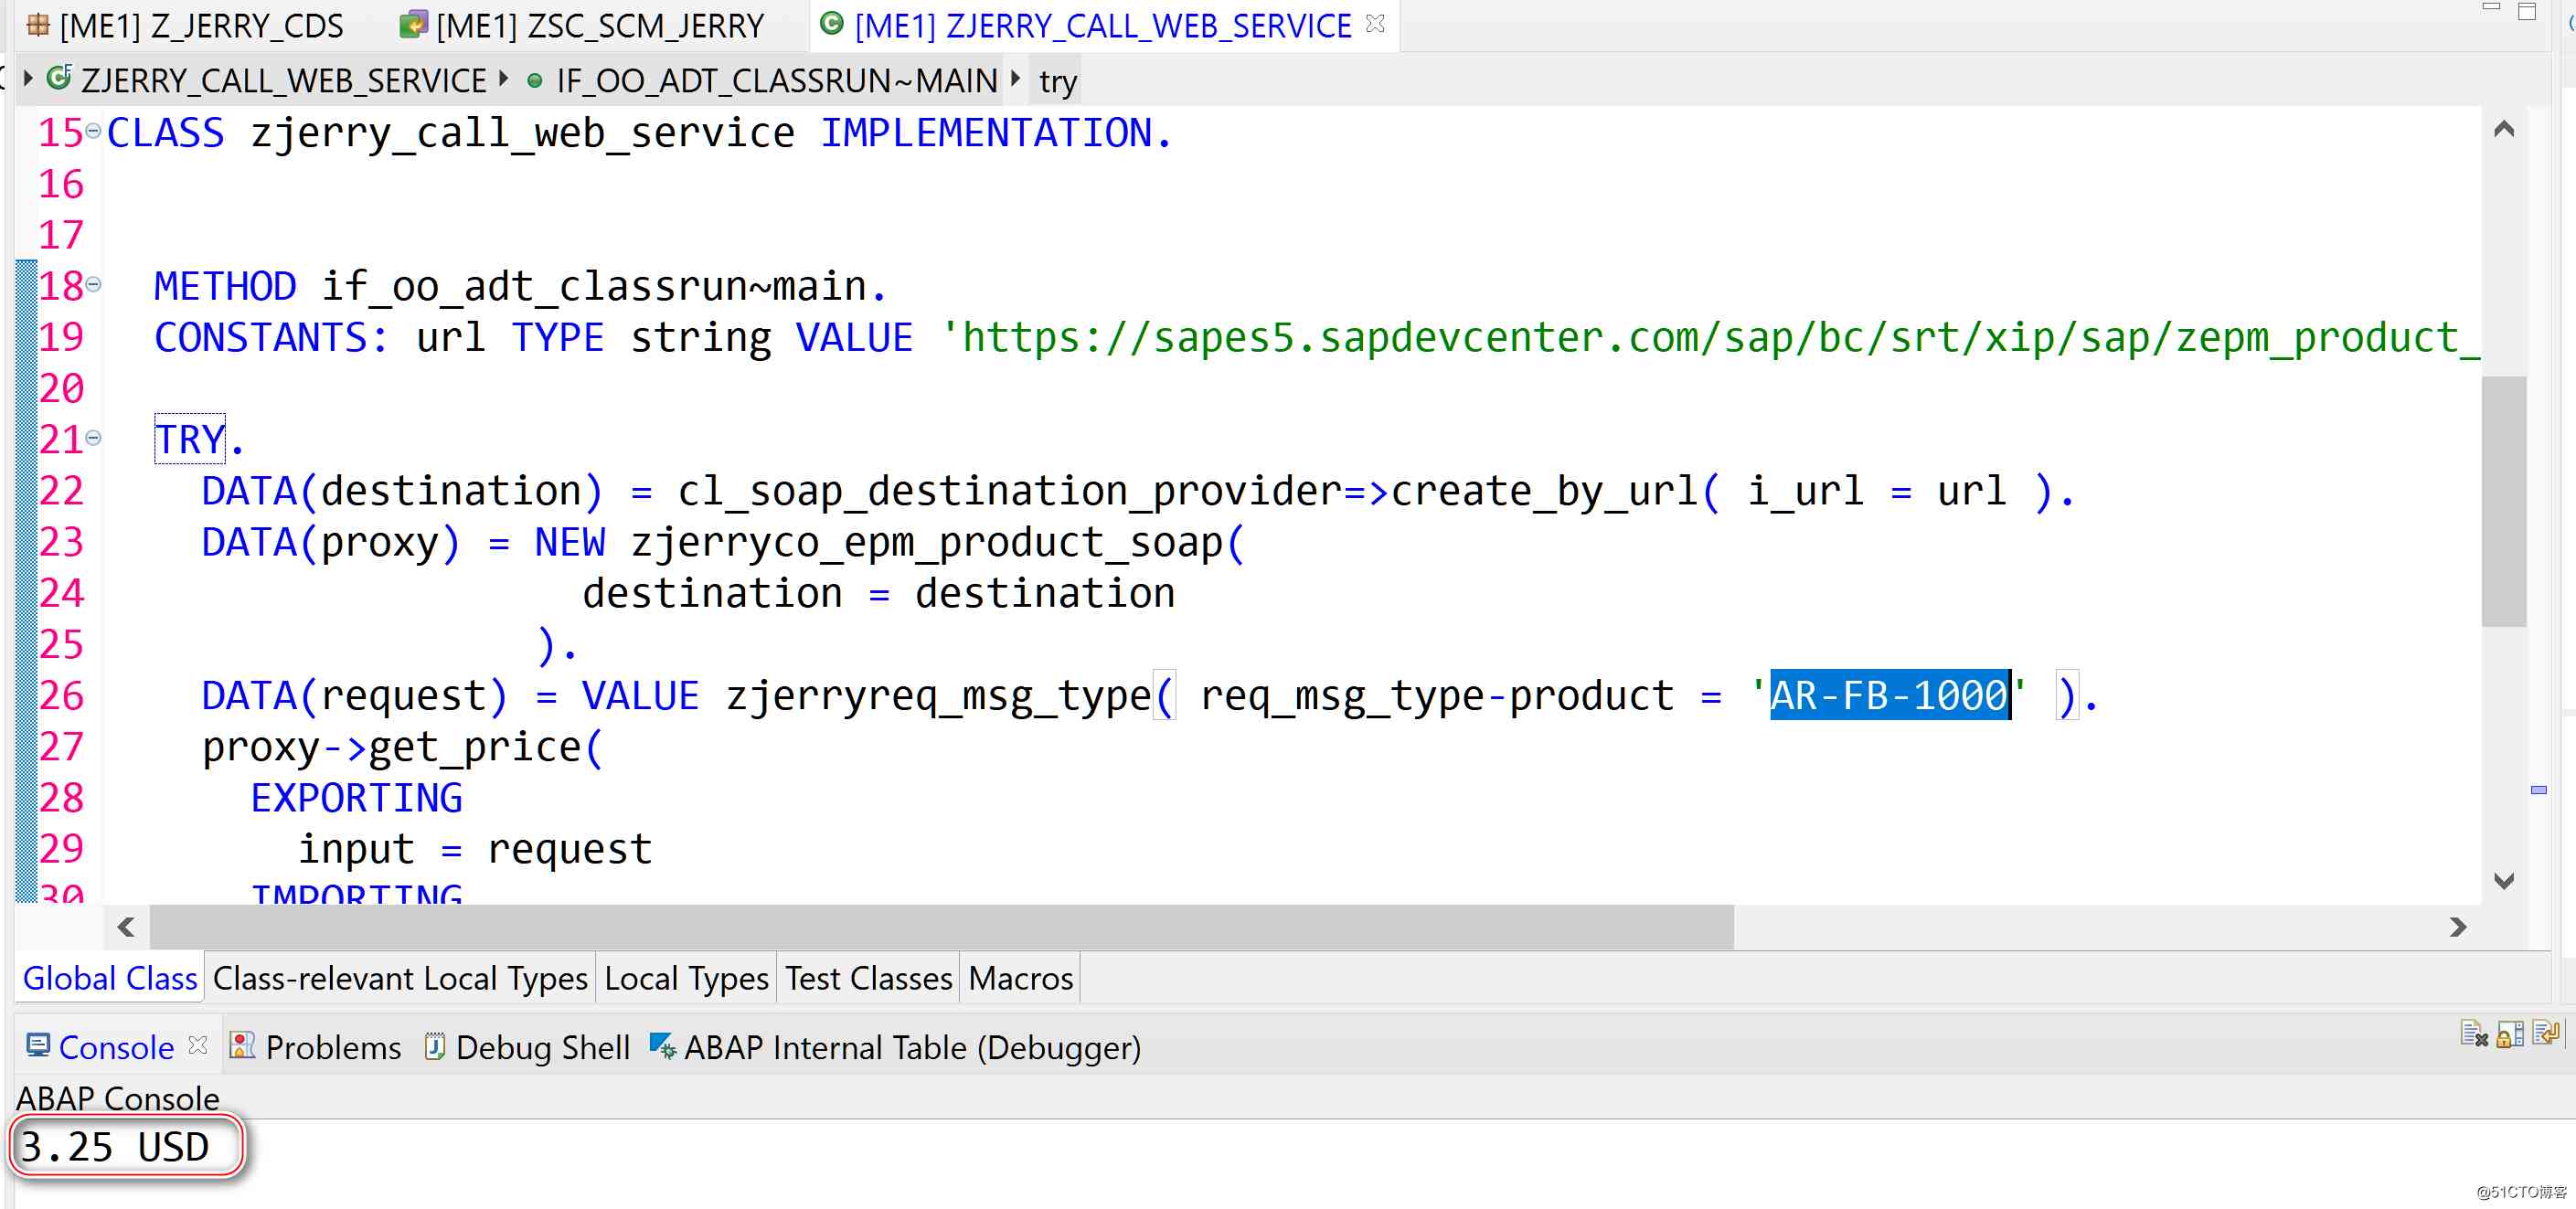 [ME1] Z_JERRY_CDS [ME1] ZSC_SCM_JERRY [ME1] ZJERRY_CALL_WEB_SERVICE
ZJERRY_CALL_WEB_SERVICE IF_OO_ADT_CLASSRUN~MAIN try
15 CLASS zjerry_call_web_service IMPLEMENTATION.
16
17
18 METHOD if_oo_adt_classrun~main.
19 CONSTANTS: url TYPE string VALUE 'https://sapes5.sapdevcenter.com/sap/bc/srt/xip/sap/zepm_product_
20
21 TRY.
22 DATA(destination) = cl_soap_destination_provider=>create_by_url( i_url = url ).
23 DATA(proxy) = NEW zjerryco_epm_product_soap(
24 destination = destination
25 ).
26 DATA(request) = VALUE zjerryreq_msg_type( req_msg_type-product = 'AR-FB-1000' ).
27 proxy->get_price(
28 EXPORTING
29 input = request
30 IMPORTING
Global Class Class-relevant Local Types Local Types Test Classes Macros
Console Problems Debug Shell ABAP Internal Table (Debugger)
ABAP Console
3.25 USD
@51CTO博客